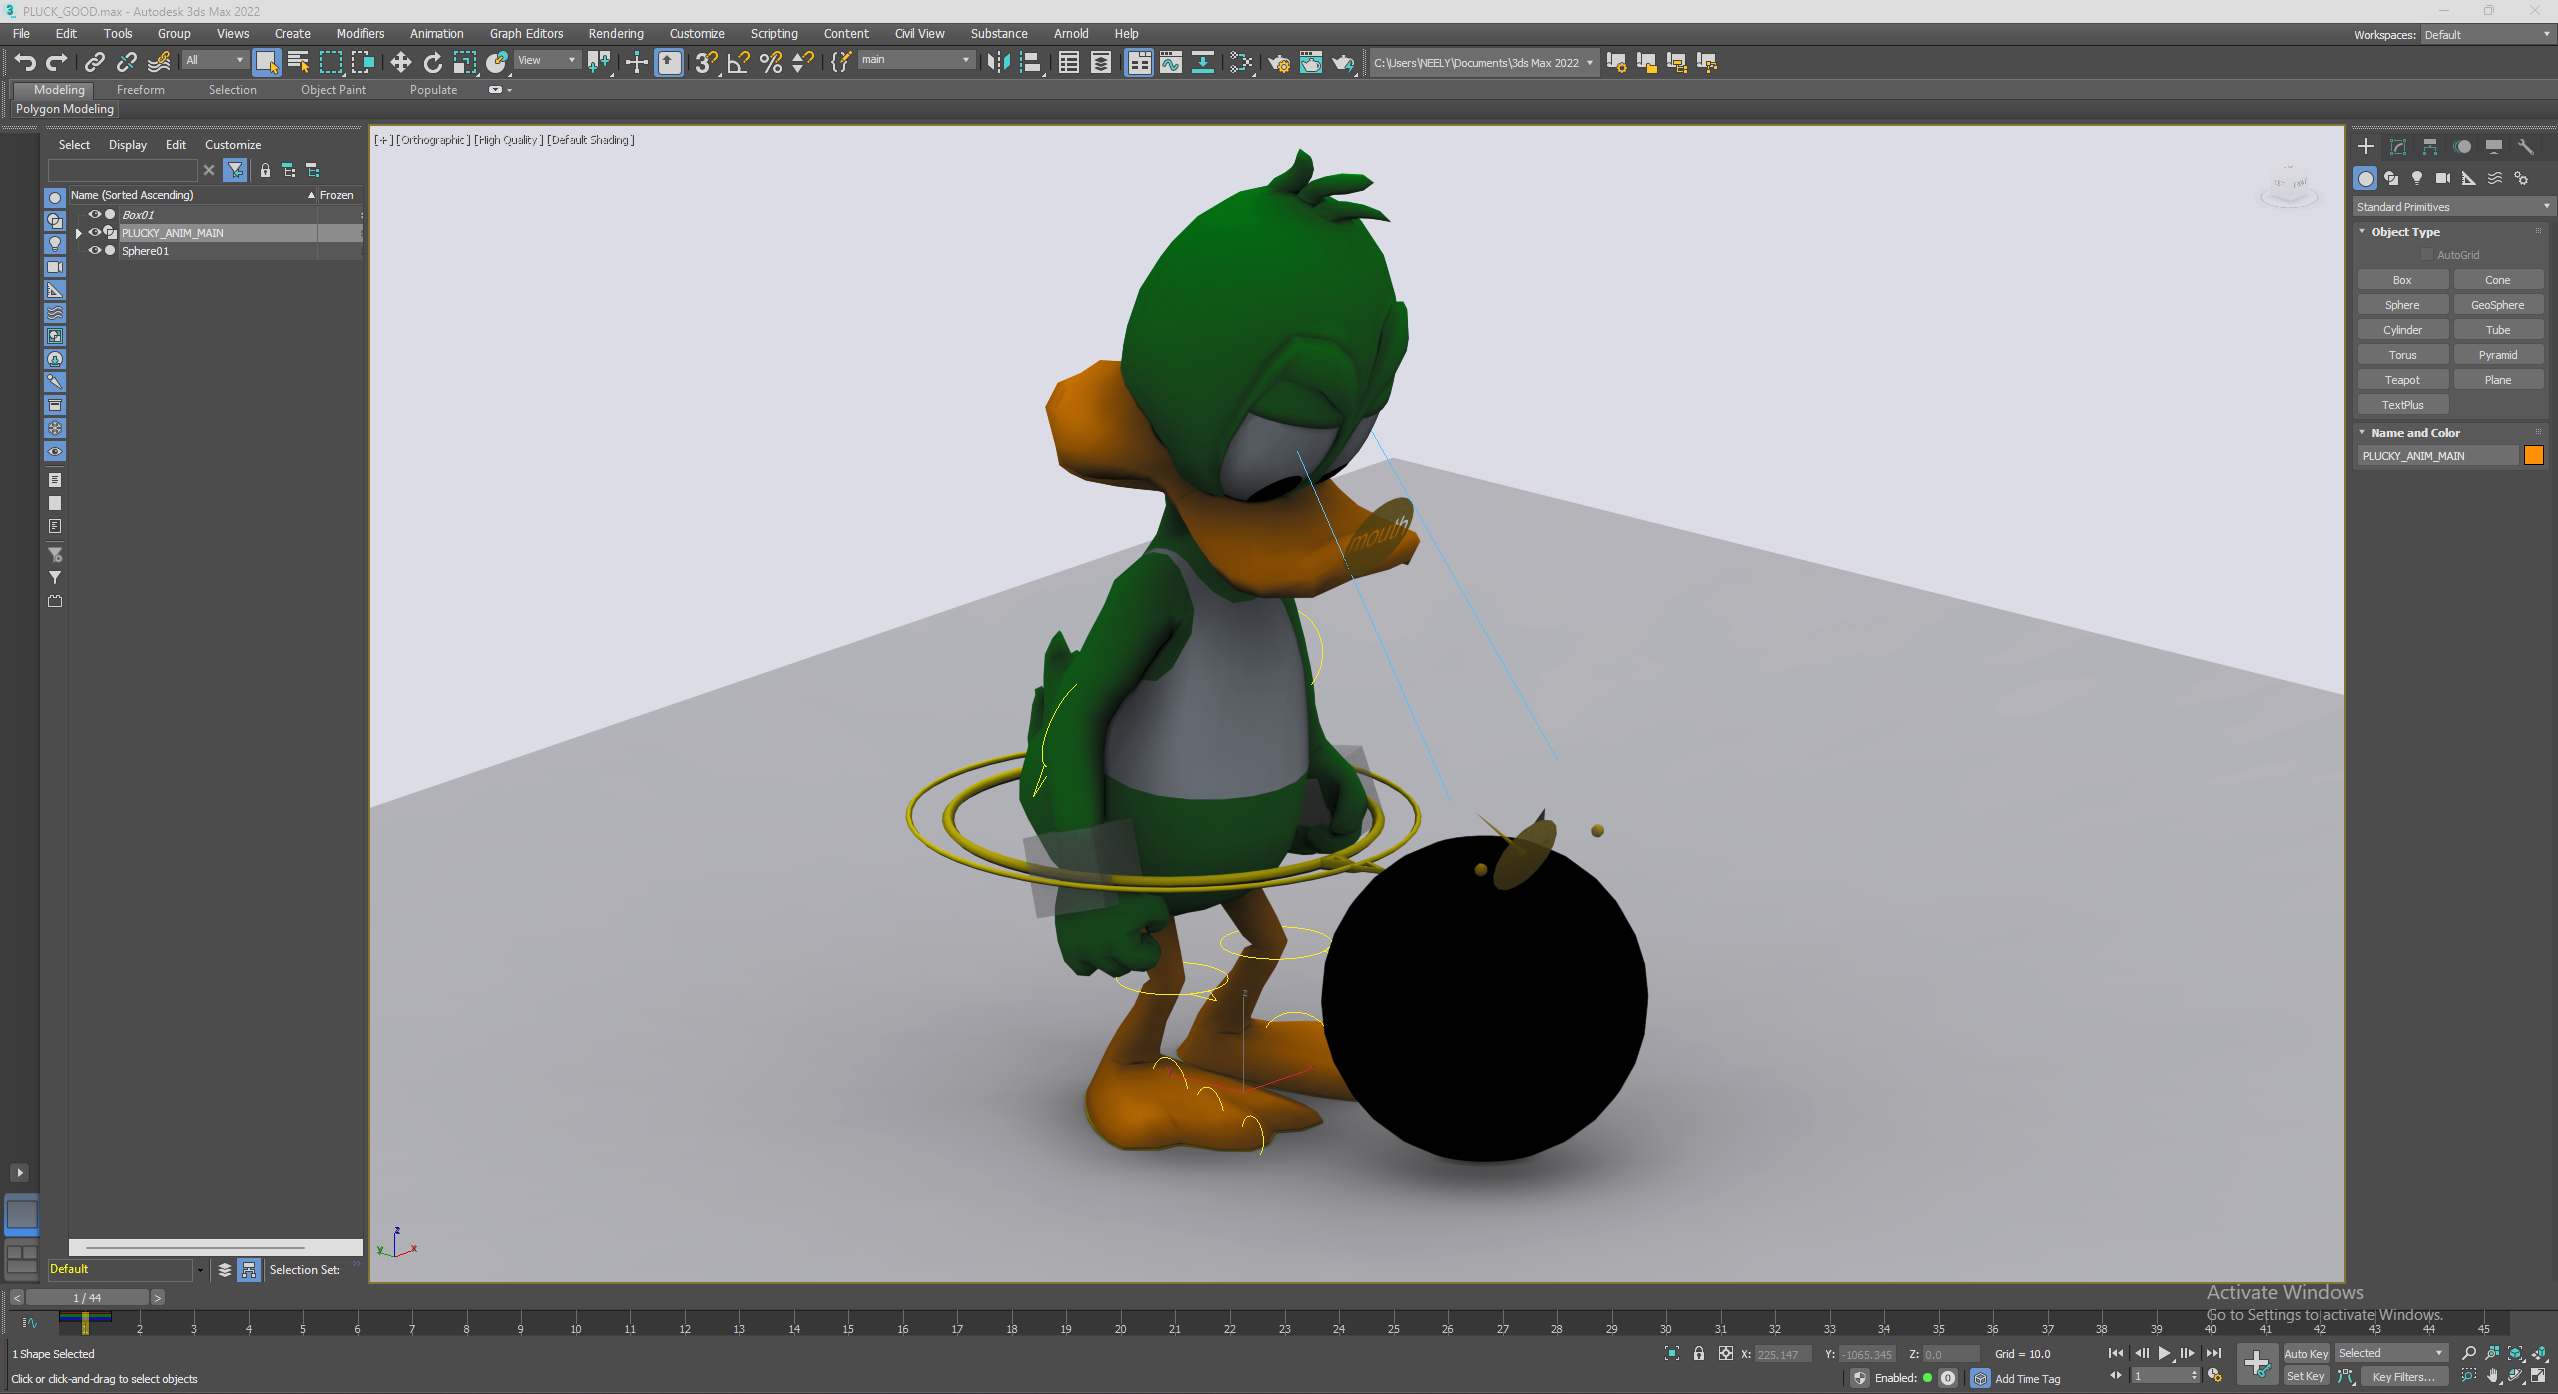 PLUCK_GOOD.max - Autodesk 3ds Max 2022
File Edit Tools Group Views Create Modifiers Animation Graph Editors Rendering Customize Scripting Content Civil View Substance Arnold Help
Workspaces: Default
All View main C:\Users\NEELY\Documents\3ds Max 2022
Modeling Freeform Selection Object Paint Populate
Polygon Modeling
Select Display Edit Customize
Name (Sorted Ascending) Frozen
Box01
PLUCKY_ANIM_MAIN
Sphere01
[+] [Orthographic] [High Quality] [Default Shading]
mouth
z
z
y
x
Standard Primitives
Object Type
AutoGrid
Box Cone
Sphere GeoSphere
Cylinder Tube
Torus Pyramid
Teapot Plane
TextPlus
Name and Color
PLUCKY_ANIM_MAIN
Default Selection Set:
< 1 / 44 >
Activate Windows
Go to Settings to activate Windows.
1 2 3 4 5 6 7 8 9 10 11 12 13 14 15 16 17 18 19 20 21 22 23 24 25 26 27 28 29 30 31 32 33 34 35 36 37 38 39 40 41 42 43 44 45
1 Shape Selected
X: 225.147 Y: -1065.345 Z: 0.0 Grid = 10.0
Auto Key Selected
Click or click-and-drag to select objects
Enabled: 0 Add Time Tag
1 Set Key Key Filters...